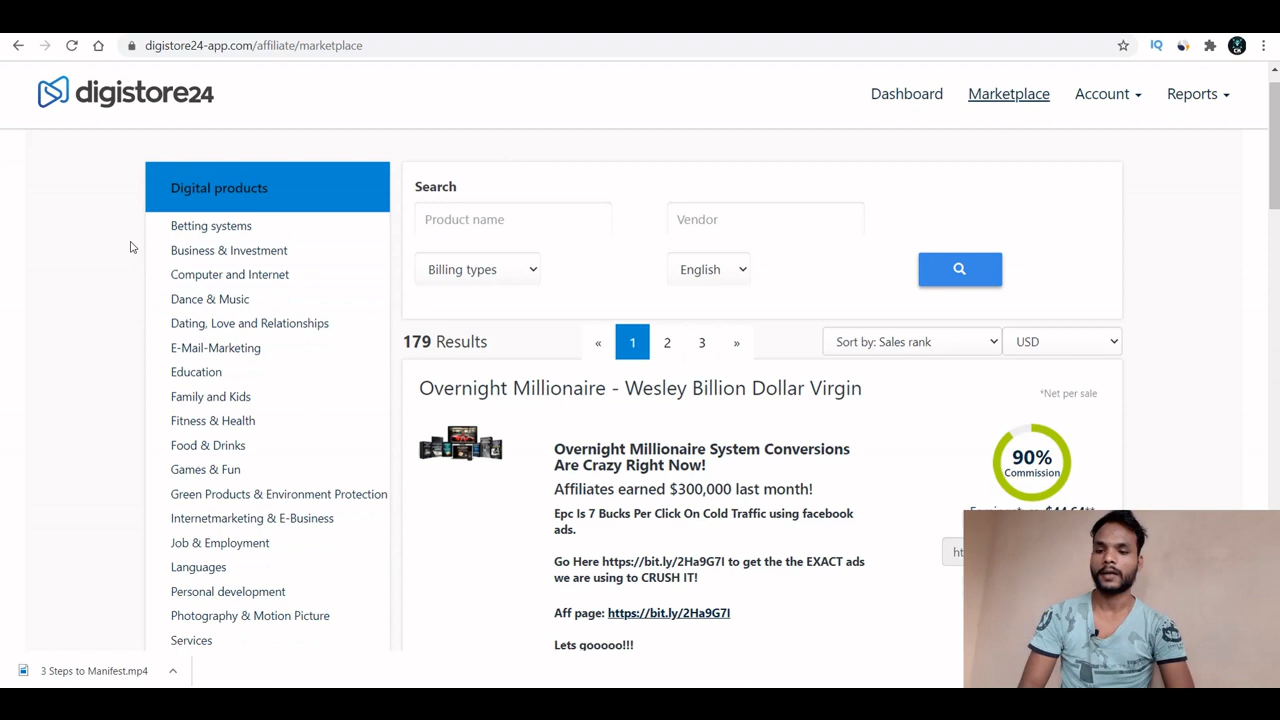 digistore24-app.com/affiliate/marketplace
IQ
digistore24
Dashboard
Marketplace
Account
Reports
Digital products
Betting systems
Business & Investment
Computer and Internet
Dance & Music
Dating, Love and Relationships
E-Mail-Marketing
Education
Family and Kids
Fitness & Health
Food & Drinks
Games & Fun
Green Products & Environment Protection
Internetmarketing & E-Business
Job & Employment
Languages
Personal development
Photography & Motion Picture
Services
Search
Product name
Vendor
Billing types
English
179 Results
« 1 2 3 »
Sort by: Sales rank
USD
Overnight Millionaire - Wesley Billion Dollar Virgin
*Net per sale
Overnight Millionaire System Conversions
Are Crazy Right Now!
Affiliates earned $300,000 last month!
Epc Is 7 Bucks Per Click On Cold Traffic using facebook
ads.
Go Here https://bit.ly/2Ha9G7I to get the the EXACT ads
we are using to CRUSH IT!
Aff page: https://bit.ly/2Ha9G7I
Lets gooooo!!!
90%
Commission
3 Steps to Manifest.mp4